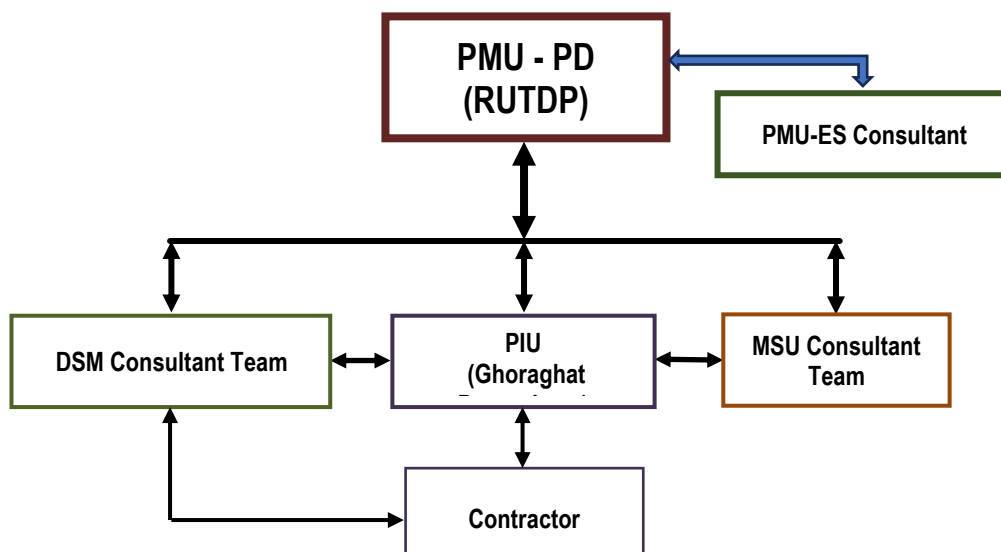 PMU - PD
(RUTDP)
PMU-ES Consultant
DSM Consultant Team
PIU
(Ghoraghat
MSU Consultant
Team
Contractor